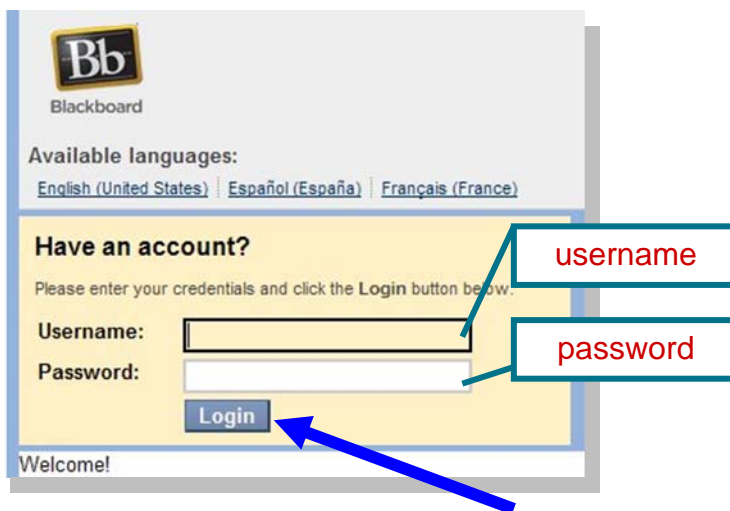 Bb
Blackboard
Available languages:
English (United States) Español (España) Français (France)
Have an account?
username
Please enter your credentials and click the Login button below.
Username:
password
Password:
Login
Welcome!